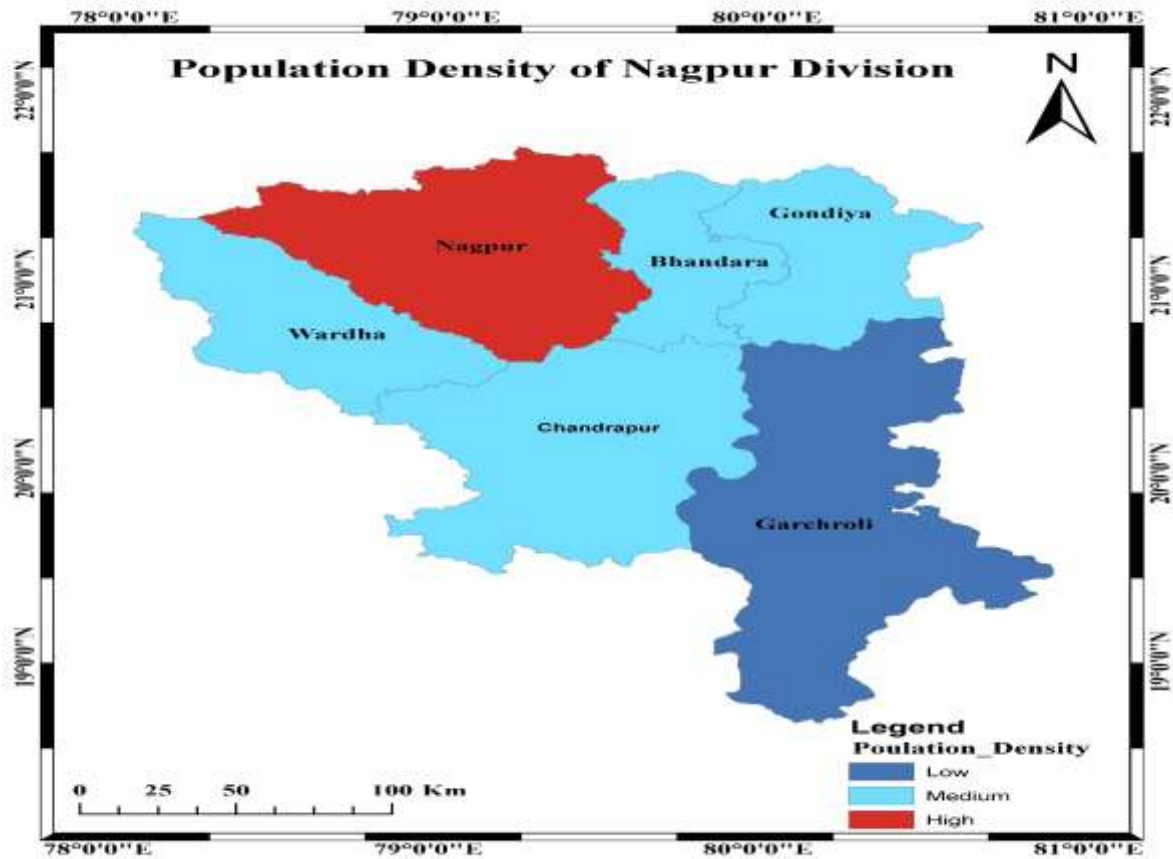 78°0'0"E 79°0'0"E 80°0'0"E 81°0'0"E
Population Density of Nagpur Division
N
22°0'0"N 22°0'0"N
Gondiya
Nagpur
Bhandara
21°0'0"N 21°0'0"N
Wardha
Chandrapur
20°0'0"N 20°0'0"N
Garchroli
19°0'0"N 19°0'0"N
Legend
Poulation_Density
Low
Medium
High
0 25 50 100 Km
78°0'0"E 79°0'0"E 80°0'0"E 81°0'0"E